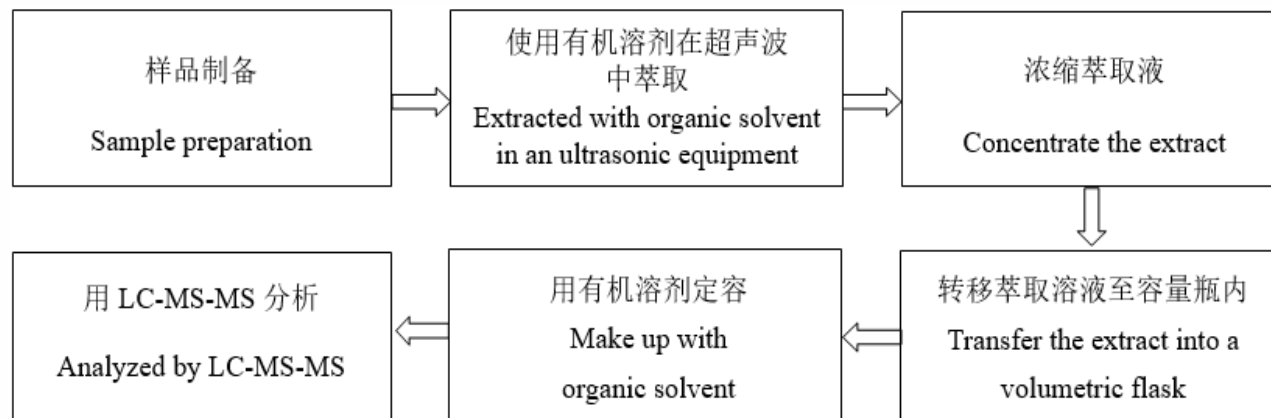 样品制备
Sample preparation
使用有机溶剂在超声波
中萃取
Extracted with organic solvent
in an ultrasonic equipment
浓缩萃取液
Concentrate the extract
转移萃取溶液至容量瓶内
Transfer the extract into a
volumetric flask
用有机溶剂定容
Make up with
organic solvent
用 LC-MS-MS 分析
Analyzed by LC-MS-MS